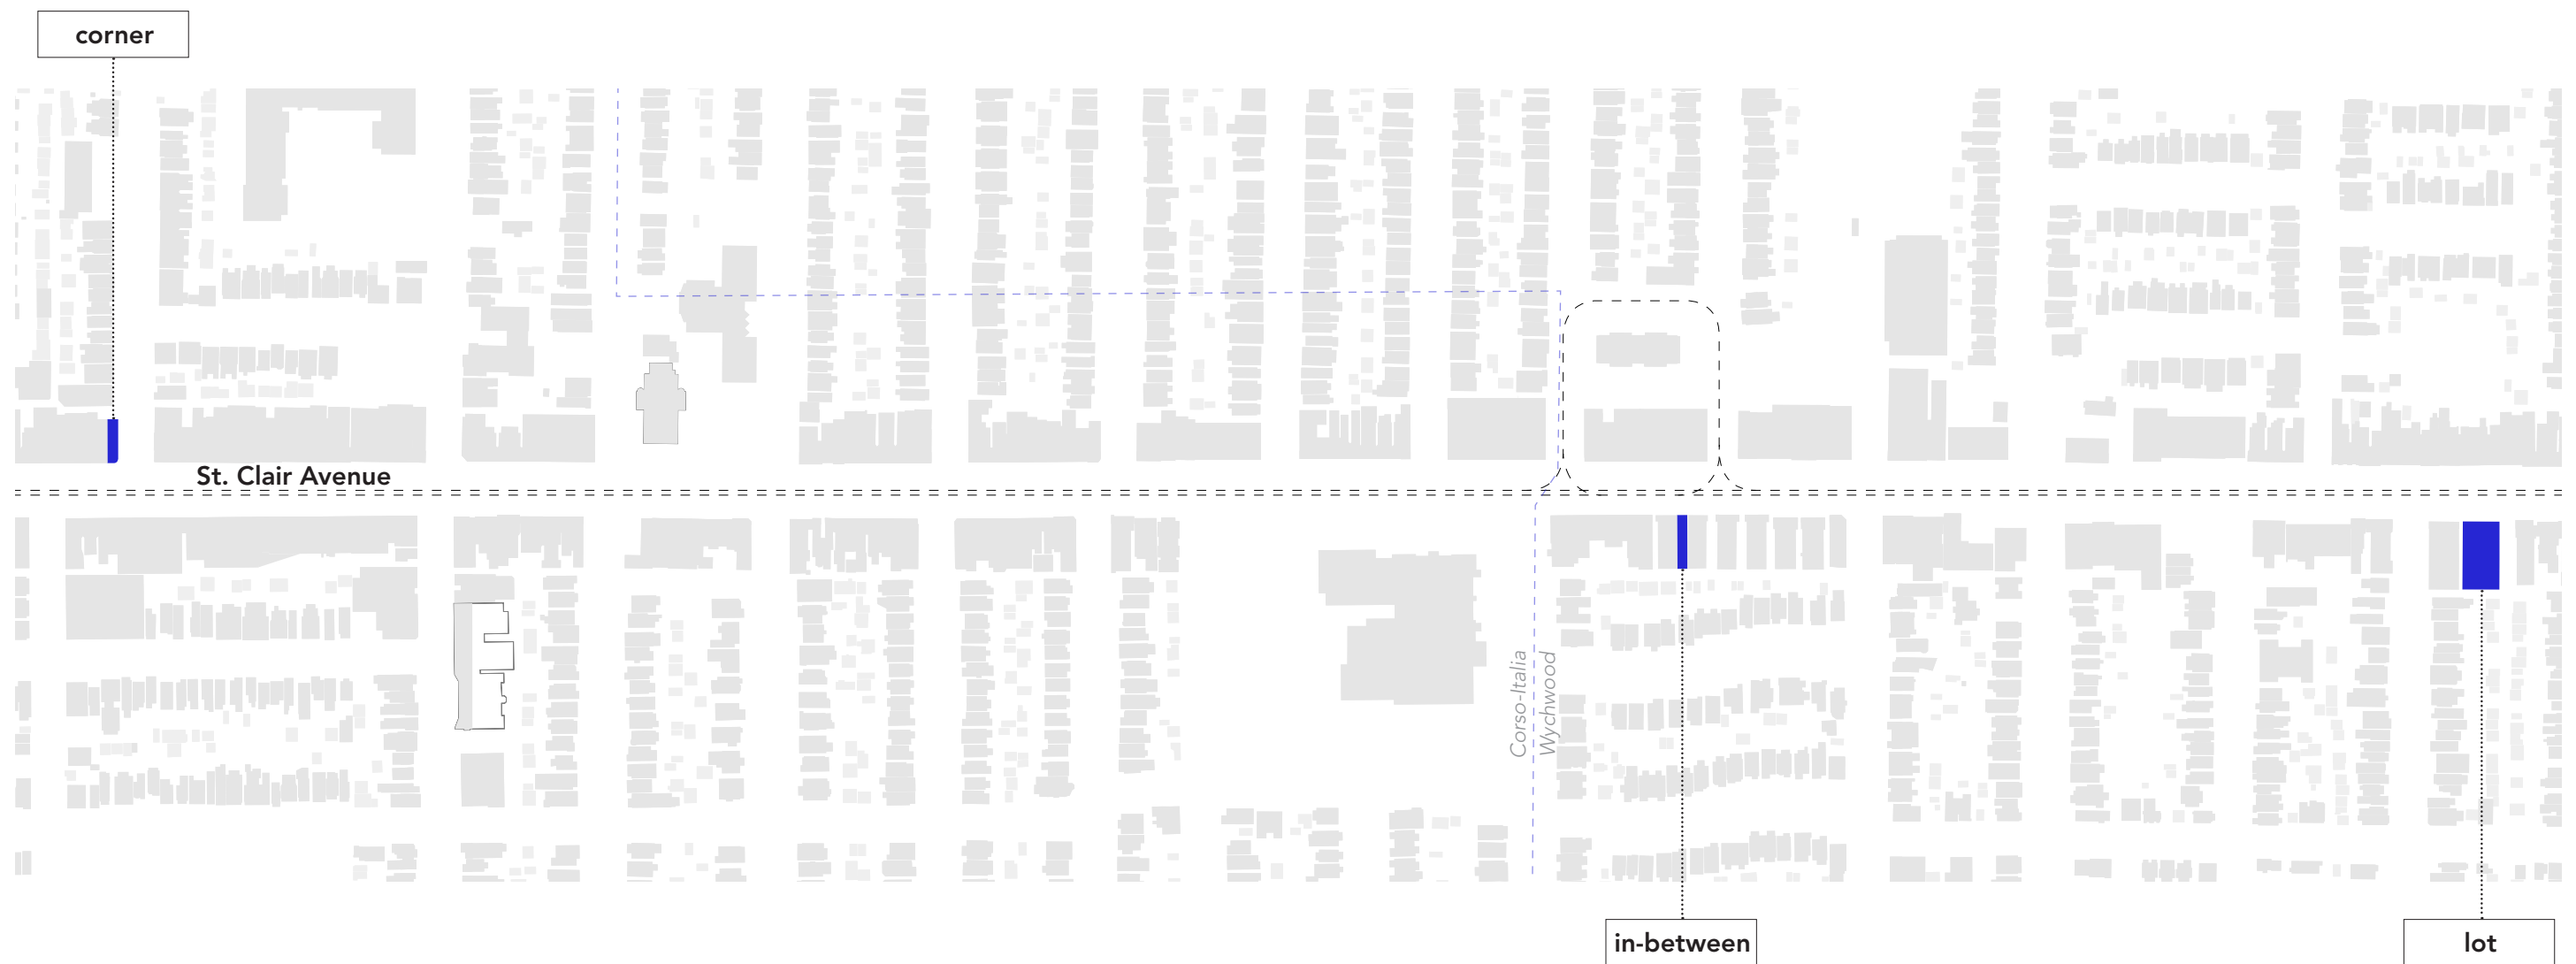 corner
St. Clair Avenue
Corso-Italia
Wychwood
in-between
lot